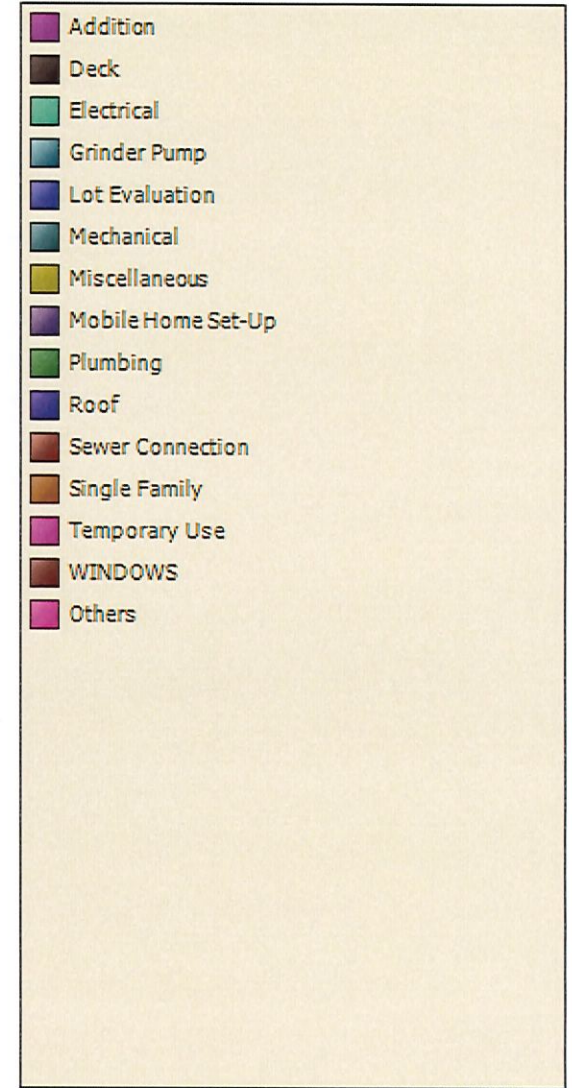 Addition
Deck
Electrical
Grinder Pump
Lot Evaluation
Mechanical
Miscellaneous
Mobile Home Set-Up
Plumbing
Roof
Sewer Connection
Single Family
Temporary Use
WINDOWS
Others